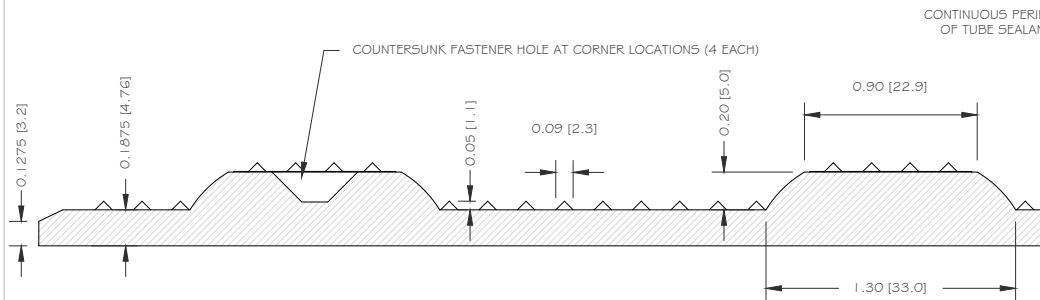 CONTINUOUS
OF TUBE
COUNTERSUNK FASTENER HOLE AT CORNER LOCATIONS (4 EACH)
0.90 [22.9]
0.20 [5.0]
0.1875 [4.76]
0.05 [1.1]
0.09 [2.3]
0.1275 [3.2]
1.30 [33.0]